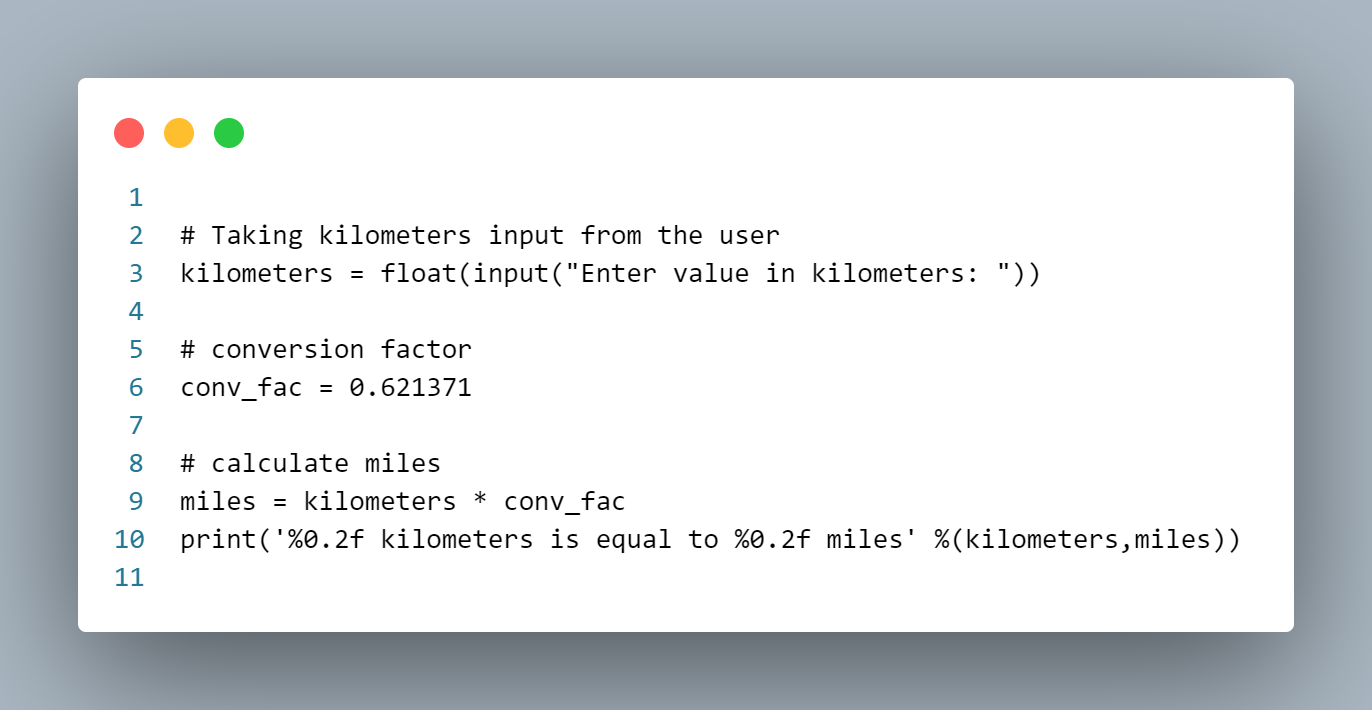 1
2 # Taking kilometers input from the user
3 kilometers = float(input("Enter value in kilometers: "))
4
5 # conversion factor
6 conv_fac = 0.621371
7
8 # calculate miles
9 miles = kilometers * conv_fac
10 print('%0.2f kilometers is equal to %0.2f miles' %(kilometers,miles))
11